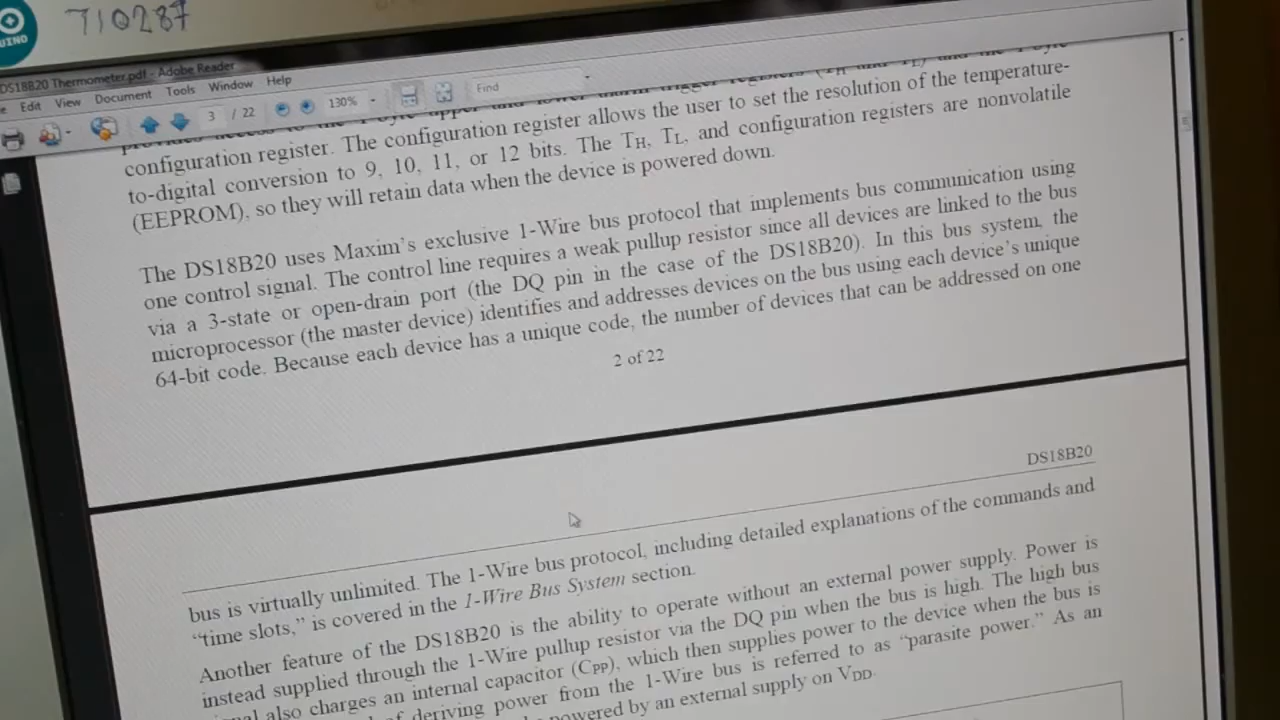 UINO
710287
DS18B20 Thermometer.pdf - Adobe Reader
Edit View Document Tools Window Help
3 / 22 130% Find
configuration register. The configuration register allows the user to set the resolution of the temperature-
to-digital conversion to 9, 10, 11, or 12 bits. The TH, TL, and configuration registers are nonvolatile
(EEPROM), so they will retain data when the device is powered down.
The DS18B20 uses Maxim's exclusive 1-Wire bus protocol that implements bus communication using
one control signal. The control line requires a weak pullup resistor since all devices are linked to the bus
via a 3-state or open-drain port (the DQ pin in the case of the DS18B20). In this bus system, the
microprocessor (the master device) identifies and addresses devices on the bus using each device's unique
64-bit code. Because each device has a unique code, the number of devices that can be addressed on one
2 of 22
DS18B20
bus is virtually unlimited. The 1-Wire bus protocol, including detailed explanations of the commands and
“time slots,” is covered in the 1-Wire Bus System section.
Another feature of the DS18B20 is the ability to operate without an external power supply. Power is
instead supplied through the 1-Wire pullup resistor via the DQ pin when the bus is high. The high bus
also charges an internal capacitor (CPP), which then supplies power to the device when the bus is
of deriving power from the 1-Wire bus is referred to as “parasite power.” As an
powered by an external supply on VDD.